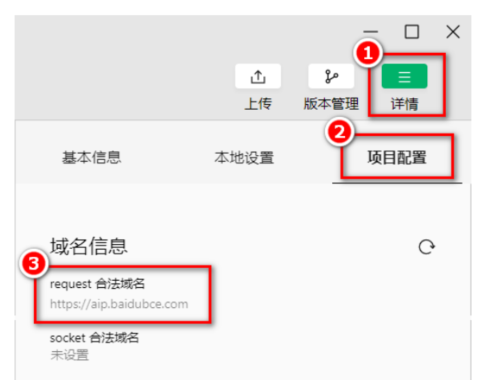 1
上传
版本管理
详情
2
基本信息
本地设置
项目配置
域名信息
3
request 合法域名
https://aip.baidubce.com
socket 合法域名
未设置